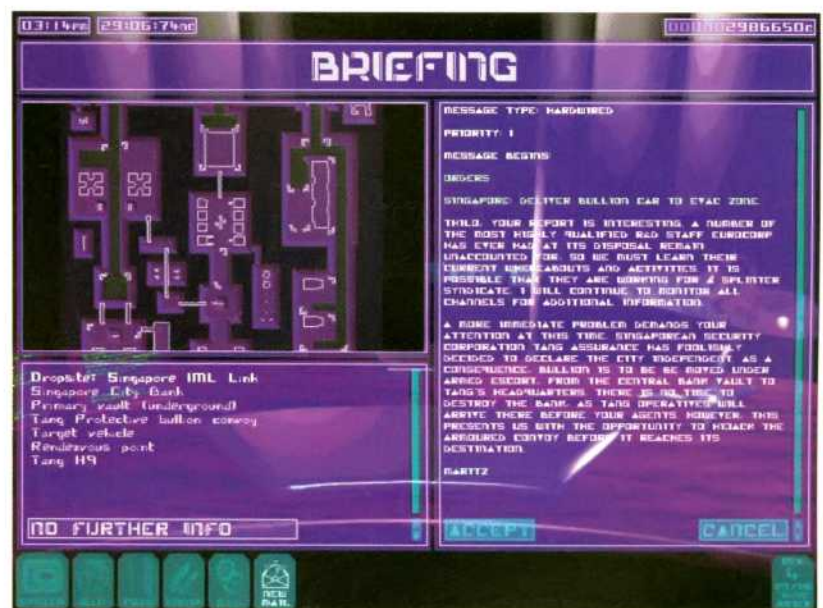 03:14PM 29:06:74NC
2986650C
BRIEFING
MESSAGE TYPE: HARDWIRED
PRIORITY: 1
MESSAGE BEGINS
ORDERS
SINGAPORE: DELIVER BULLION CAR TO EVAC ZONE
THILO, YOUR REPORT IS INTERESTING. A NUMBER OF
THE MOST HIGHLY QUALIFIED R&D STAFF EUROCORP
HAS EVER HAD AT ITS DISPOSAL REMAIN
UNACCOUNTED FOR, SO WE MUST LEARN THEIR
CURRENT WHEREABOUTS AND ACTIVITIES. IT IS
POSSIBLE THAT THEY ARE WORKING FOR A SPLINTER
SYNDICATE. I WILL CONTINUE TO MONITOR ALL
CHANNELS FOR ADDITIONAL INFORMATION.
A MORE IMMEDIATE PROBLEM DEMANDS YOUR
ATTENTION AT THIS TIME. SINGAPOREAN SECURITY
CORPORATION TANG ASSURANCE HAS FOOLISHLY
DECIDED TO DECLARE THE CITY INDEPENDENT. AS A
CONSEQUENCE, BULLION IS TO BE BE MOVED UNDER
ARMED ESCORT, FROM THE CENTRAL BANK VAULT TO
TANG'S HEADQUARTERS. THERE IS NO TIME TO
DESTROY THE BANK, AS TANG OPERATIVES WILL
ARRIVE THERE BEFORE YOUR AGENTS. HOWEVER, THIS
PRESENTS US WITH THE OPPORTUNITY TO HIJACK THE
ARMOURED CONVOY BEFORE IT REACHES ITS
DESTINATION.
MARITZ
Dropsite: Singapore IML Link
Singapore City Bank
Primary vault (underground)
Tang Protective bullion convoy
Target vehicle
Rendezvous point
Tang HQ
NO FURTHER INFO
ACCEPT
CANCEL
NEW
MAIL